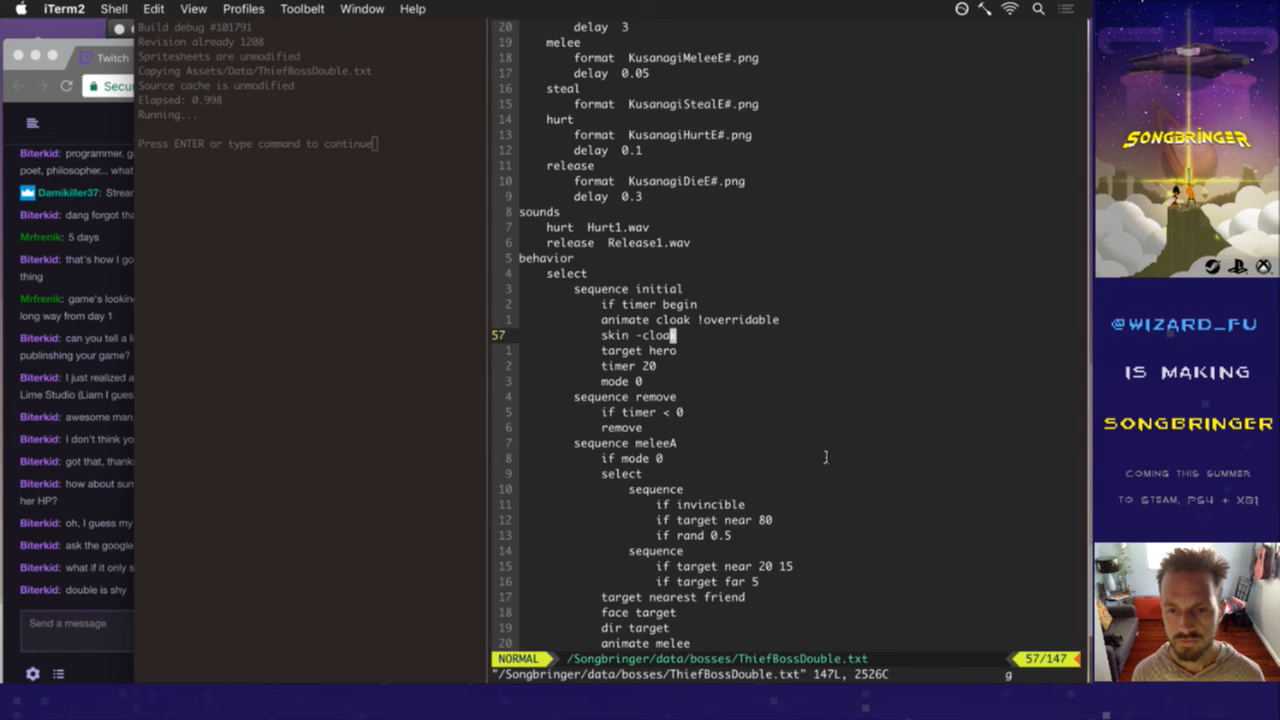 iTerm2 Shell Edit View Profiles Toolbelt Window Help
Twitch
Secu
Biterkid: programmer, g
poet, philosopher... what
Damikiller37: Strear
Biterkid: dang forgot tha
Mrfrenik: 5 days
Biterkid: that's how I go
thing
Mrfrenik: game's lookin
long way from day 1
Biterkid: can you tell a li
publinshing your game?
Biterkid: I just realized a
Lime Studio (Liam I gues
Biterkid: awesome man.
Biterkid: I don't think yo
Biterkid: got that, thank
Biterkid: how about sum
her HP?
Biterkid: oh, I guess my
Biterkid: ask the google
Biterkid: what if it only s
Biterkid: double is shy
Send a message
Build debug #101791
Revision already 1208
Spritesheets are unmodified
Copying Assets/Data/ThiefBossDouble.txt
Source cache is unmodified
Elapsed: 0.998
Running...
Press ENTER or type command to continue
20 delay 3
19 melee
18 format KusanagiMeleeE#.png
17 delay 0.05
16 steal
15 format KusanagiStealE#.png
14 hurt
13 format KusanagiHurtE#.png
12 delay 0.1
11 release
10 format KusanagiDieE#.png
9 delay 0.3
8 sounds
7 hurt Hurt1.wav
6 release Release1.wav
5 behavior
4 select
3 sequence initial
2 if timer begin
1 animate cloak !overridable
57 skin -cloak
1 target hero
2 timer 20
3 mode 0
4 sequence remove
5 if timer < 0
6 remove
7 sequence meleeA
8 if mode 0
9 select
10 sequence
11 if invincible
12 if target near 80
13 if rand 0.5
14 sequence
15 if target near 20 15
16 if target far 5
17 target nearest friend
18 face target
19 dir target
20 animate melee
NORMAL /Songbringer/data/bosses/ThiefBossDouble.txt 57/147
"/Songbringer/data/bosses/ThiefBossDouble.txt" 147L, 2526C g
SONGBRINGER
@WIZARD_FU
IS MAKING
SONGBRINGER
COMING THIS SUMMER
TO STEAM, PS4 + XB1